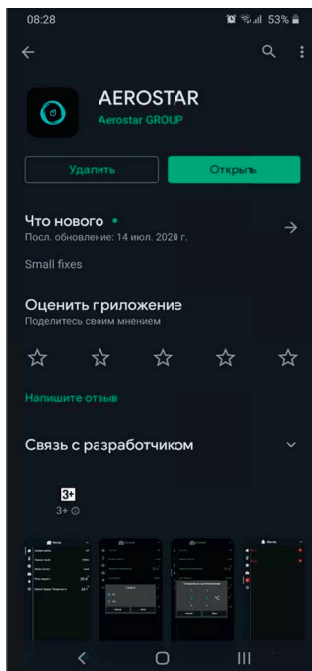 08:28 53%
AEROSTAR
Aerostar GROUP
Удалить Открыть
Что нового •
Посл. обновление: 14 июл. 2020 г.
Small fixes
Оценить гриложение
Поделитесь своим мнением
Напишите отзыв
Связь с разработчиком
3+
3+